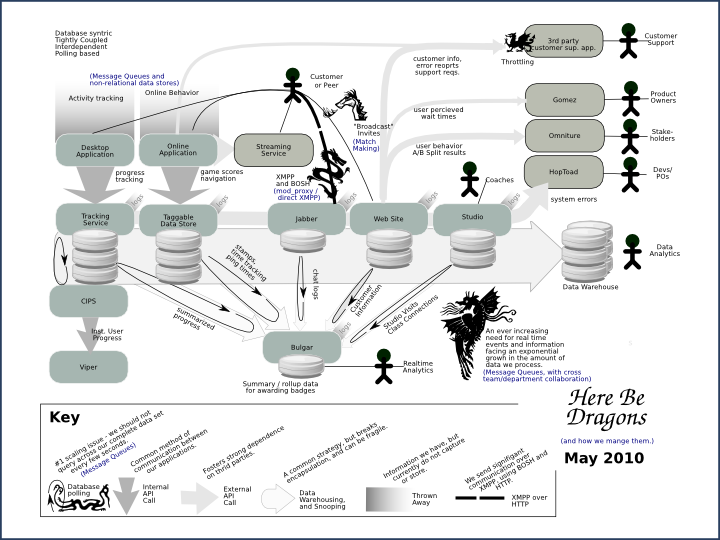 Database syntric
Tightly Coupled
Interdependent
Polling based
(Message Queues and
non-relational data stores)
Activity tracking
Online Behavior
Customer
or Peer
"Broadcast"
Invites
(Match
Making)
customer info,
error reoprts
support reqs.
Throttling
3rd party
customer sup. app.
Customer
Support
user percieved
wait times
Gomez
Product
Owners
user behavior
A/B Split results
Omniture
Stake-
holders
HopToad
Devs/
POs
system errors
Desktop
Application
Online
Application
Streaming
Service
progress
tracking
game scores
navigation
XMPP
and BOSH
(mod_proxy /
direct XMPP)
Coaches
logs
logs
logs
logs
logs
Tracking
Service
Taggable
Data Store
Jabber
Web Site
Studio
Data
Analytics
Data Warehouse
stamps,
time tracking
ping times
chat logs
Customer
Information
Studio Visits
Class Connections
summarized
progress
CIPS
Inst. User
Progress
Viper
logs
Bulgar
Realtime
Analytics
Summary / rollup data
for awarding badges
An ever increasing
need for real time
events and information
facing an exponential
growth in the amount of
data we process.
(Message Queues, with cross
team/department collaboration)
Here Be
Dragons
(and how we mange them.)
May 2010
Key
#1 scaling issue - we should not
query across our complete data set
every few seconds.
(Message Queues)
Common method of
communication between
our applications.
Fosters strong dependence
on third parties.
A common strategy, but breaks
encapsulation, and can be fragile.
Information we have, but
currently do not capture
or store.
We send signifigant
communication over
XMPP, using BOSH and
HTTP.
Database
polling
Internal
API
Call
External
API
Call
Data
Warehousing,
and Snooping
Thrown
Away
XMPP over
HTTP